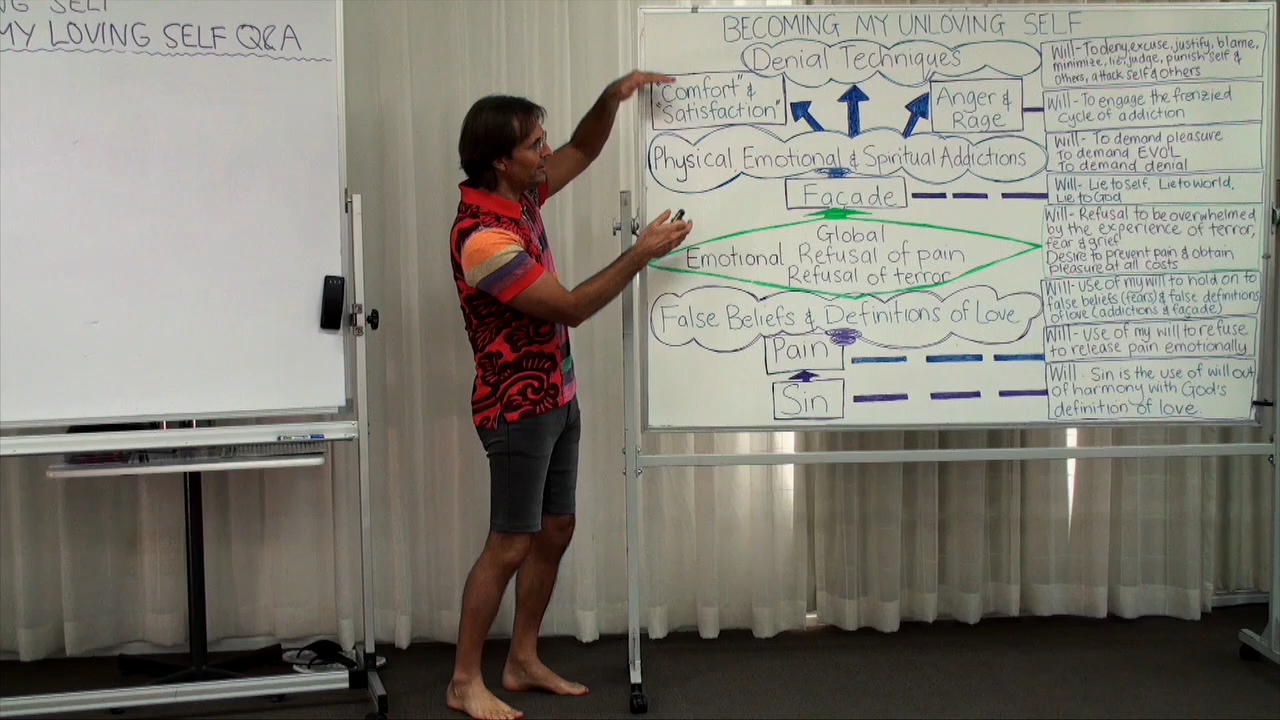 NG SELF
MY LOVING SELF Q&A
BECOMING MY UNLOVING SELF
Denial Techniques
"Comfort" &
"Satisfaction"
Anger &
Rage
Physical Emotional & Spiritual Addictions
Façade
Global
Emotional Refusal of pain
Refusal of terror
False Beliefs & Definitions of Love
Pain
Sin
Will - To deny, excuse, justify, blame,
minimize, lie, judge, punish self &
others, attack self & others
Will - To engage the frenzied
cycle of addiction
Will - To demand pleasure
To demand EVOL
To demand denial
Will - Lie to self, Lie to world,
Lie to God
Will - Refusal to be overwhelmed
by the experience of terror,
fear & grief
Desire to prevent pain & obtain
pleasure at all costs
Will - use of my will to hold on to
false beliefs (fears) & false definitions
of love (addictions & façade)
Will - use of my will to refuse
to release pain emotionally
Will - Sin is the use of will out
of harmony with God's
definition of love.